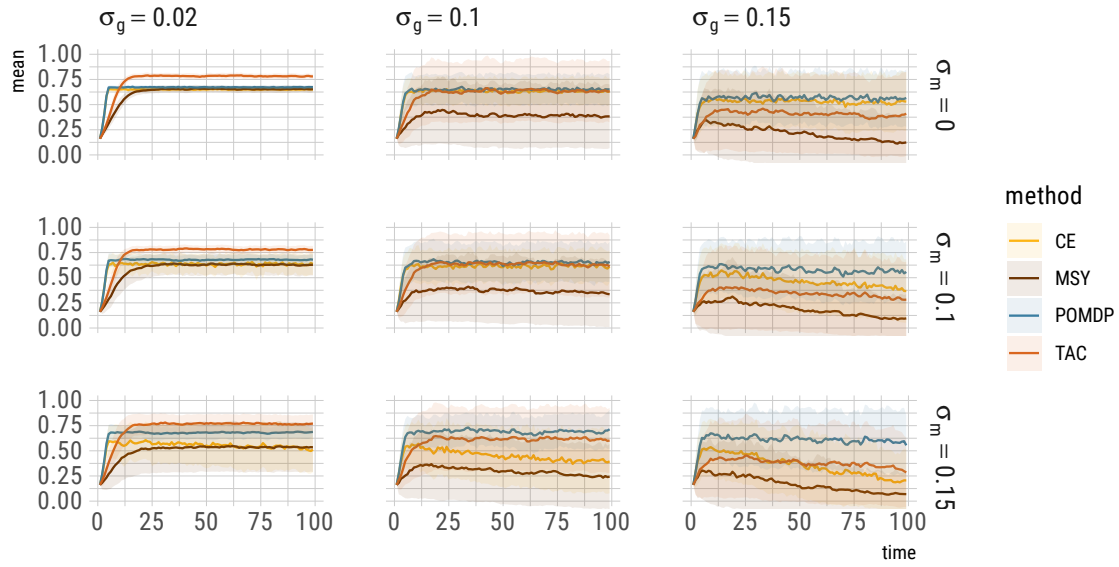 σg = 0.02
σg = 0.1
σg = 0.15
mean
1.00
0.75
0.50
0.25
0.00
σm = 0
1.00
0.75
0.50
0.25
0.00
σm = 0.1
1.00
0.75
0.50
0.25
0.00
σm = 0.15
0 25 50 75 100
0 25 50 75 100
0 25 50 75 100
time
method
CE
MSY
POMDP
TAC